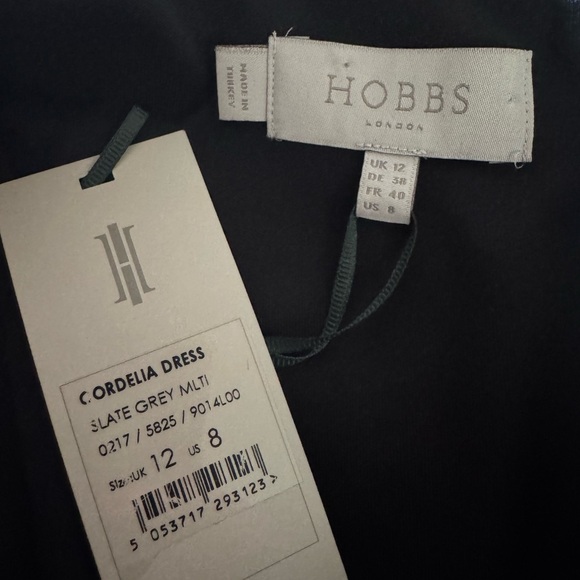 MADE IN
TURKEY
HOBBS
LONDON
UK 12
DE 38
FR 40
US 8
CORDELIA DRESS
SLATE GREY MLTI
0217 / 5825 / 9014L00
Size:UK 12 US 8
5 053717 293123 >